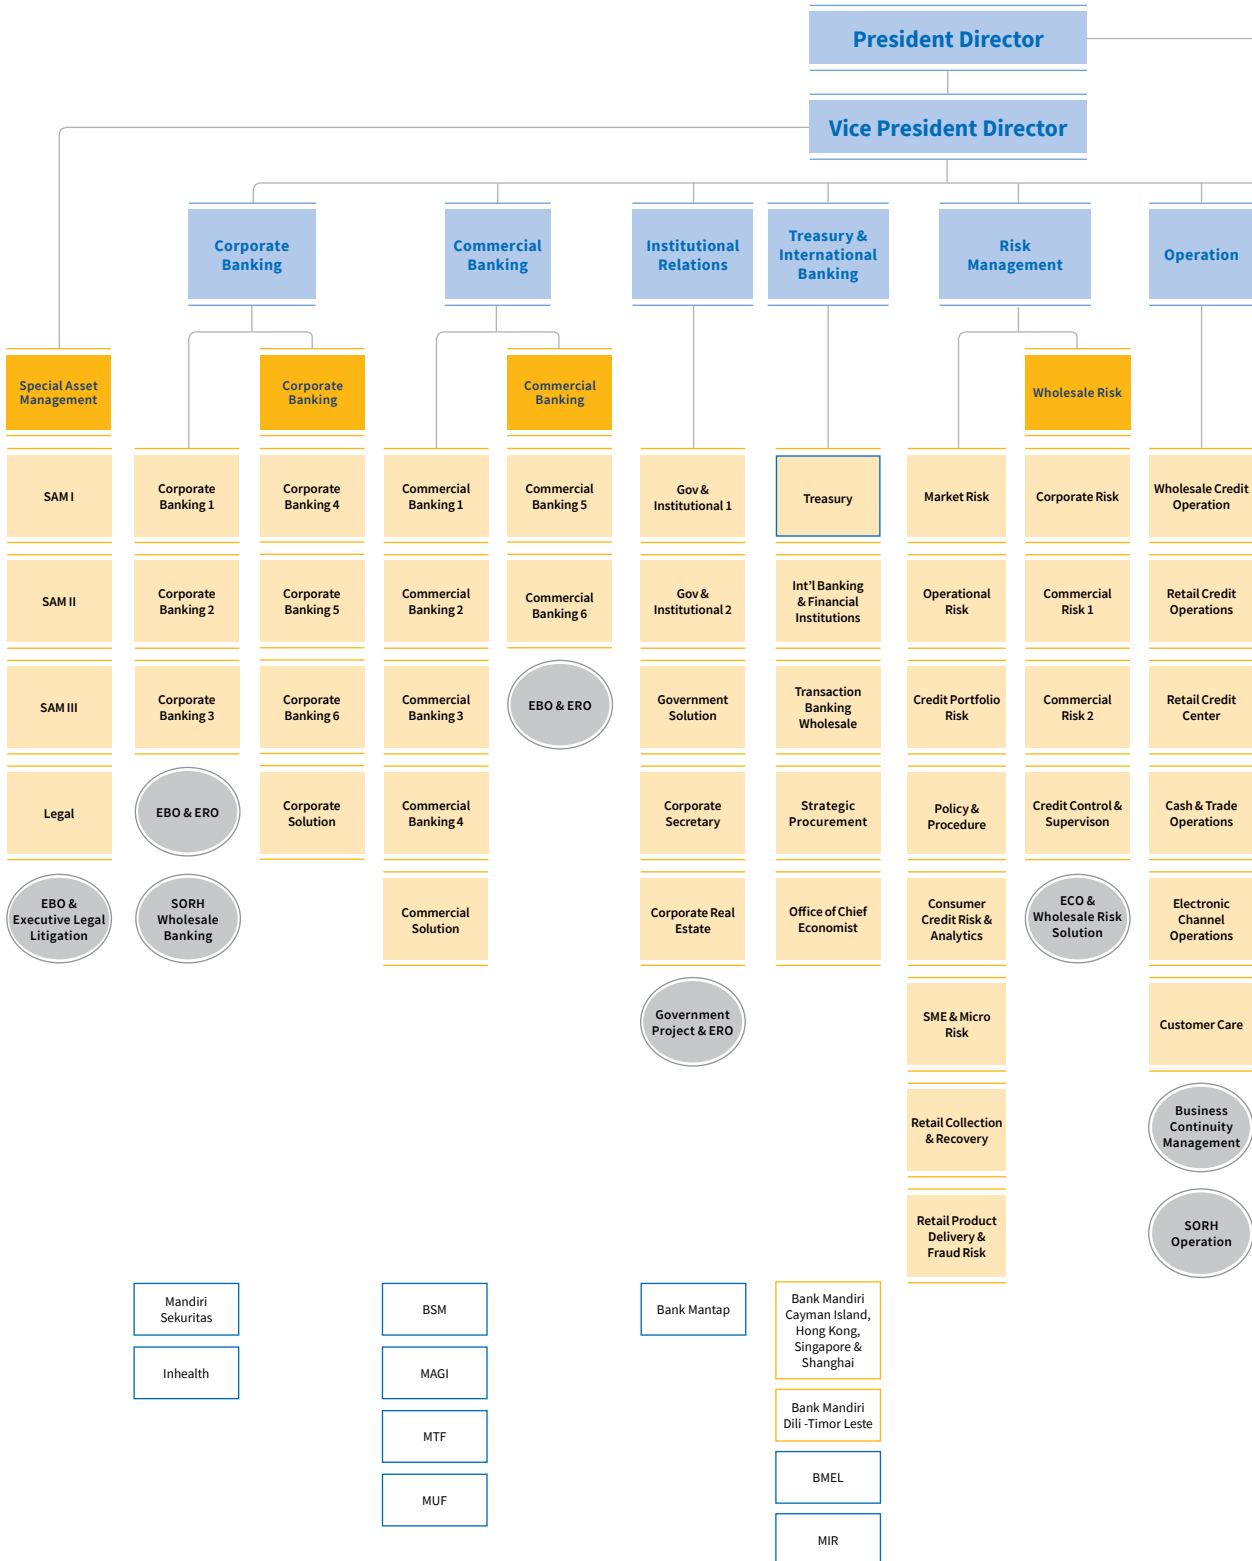 President Director
Vice President Director
Corporate
Banking
Commercial
Banking
Institutional
Relations
Treasury &
International
Banking
Risk
Management
Operation
Special Asset
Management
Corporate
Banking
Commercial
Banking
Wholesale Risk
SAM I
Corporate
Banking 1
Corporate
Banking 4
Commercial
Banking 1
Commercial
Banking 5
Gov &
Institutional 1
Treasury
Market Risk
Corporate Risk
Wholesale Credit
Operation
SAM II
Corporate
Banking 2
Corporate
Banking 5
Commercial
Banking 2
Commercial
Banking 6
Gov &
Institutional 2
Int’l Banking
& Financial
Institutions
Operational
Risk
Commercial
Risk 1
Retail Credit
Operations
SAM III
Corporate
Banking 3
Corporate
Banking 6
Commercial
Banking 3
EBO & ERO
Government
Solution
Transaction
Banking
Wholesale
Credit Portfolio
Risk
Commercial
Risk 2
Retail Credit
Center
Legal
EBO & ERO
Corporate
Solution
Commercial
Banking 4
Corporate
Secretary
Strategic
Procurement
Policy &
Procedure
Credit Control &
Supervison
Cash & Trade
Operations
EBO &
Executive Legal
Litigation
SORH
Wholesale
Banking
Commercial
Solution
Corporate Real
Estate
Office of Chief
Economist
Consumer
Credit Risk &
Analytics
ECO &
Wholesale Risk
Solution
Electronic
Channel
Operations
Government
Project & ERO
SME & Micro
Risk
Customer Care
Retail Collection
& Recovery
Business
Continuity
Management
Retail Product
Delivery &
Fraud Risk
SORH
Operation
Mandiri
Sekuritas
BSM
Bank Mantap
Bank Mandiri
Cayman Island,
Hong Kong,
Singapore &
Shanghai
Inhealth
MAGI
Bank Mandiri
Dili -Timor Leste
MTF
BMEL
MUF
MIR